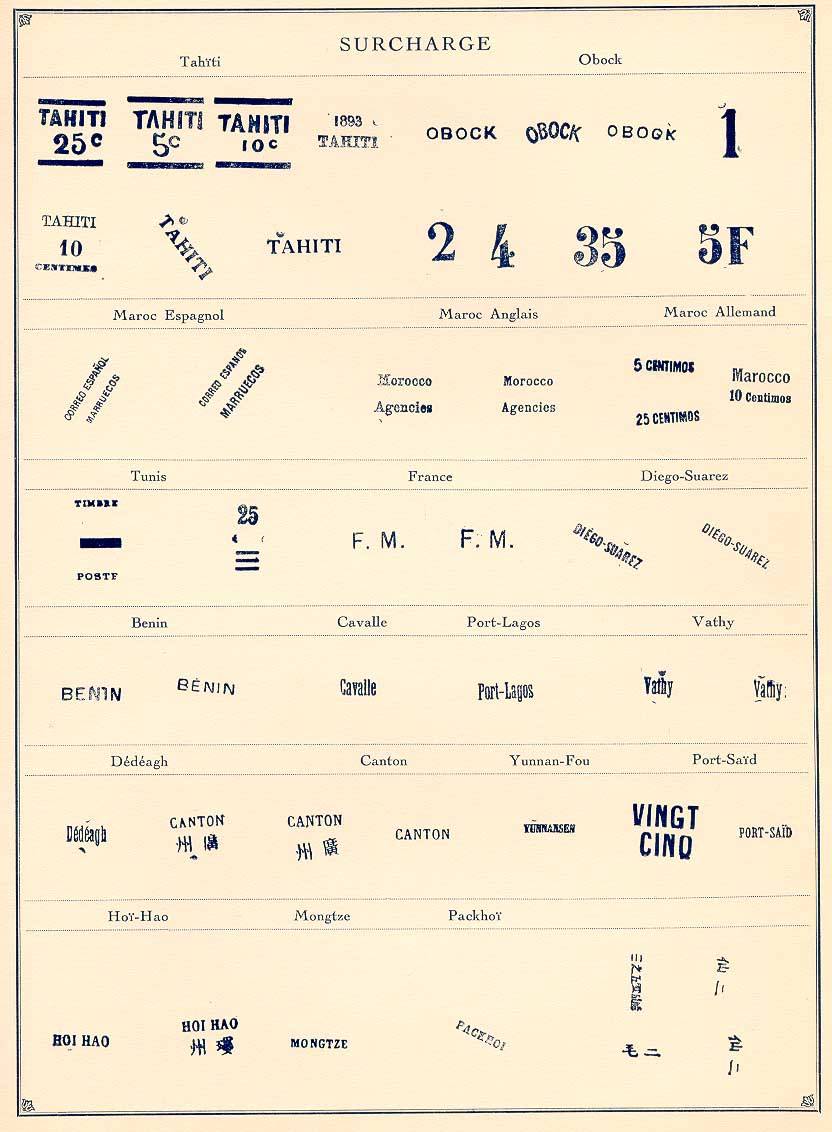 SURCHARGE
Tahïti
Obock
TAHITI
25c
TAHITI
5c
TAHITI
10c
1893
TAHITI
OBOCK
OBOCK
OBOCK
1
TAHITI
10
CENTIMES
TAHITI
TAHITI
2
4
35
5F
Maroc Espagnol
Maroc Anglais
Maroc Allemand
CORREO ESPAÑOL
MARRUECOS
CORREO ESPAÑOL
MARRUECOS
Morocco
Agencies
Morocco
Agencies
5 CENTIMOS
25 CENTIMOS
Marocco
10 Centimos
Tunis
France
Diego-Suarez
TIMBRE
POSTE
25
F. M.
F. M.
DIÉGO-SUAREZ
DIÉGO-SUAREZ
Benin
Cavalle
Port-Lagos
Vathy
BENIN
BÉNIN
Cavalle
Port-Lagos
Vathy
Vathy
Dédéagh
Canton
Yunnan-Fou
Port-Saïd
Dédéagh
CANTON
州 廣
CANTON
州 廣
CANTON
YUNNANSEN
VINGT
CINQ
PORT-SAÏD
Hoï-Hao
Mongtze
Packhoï
HOI HAO
HOI HAO
州 瓊
MONGTZE
PACKHOI
毛 二